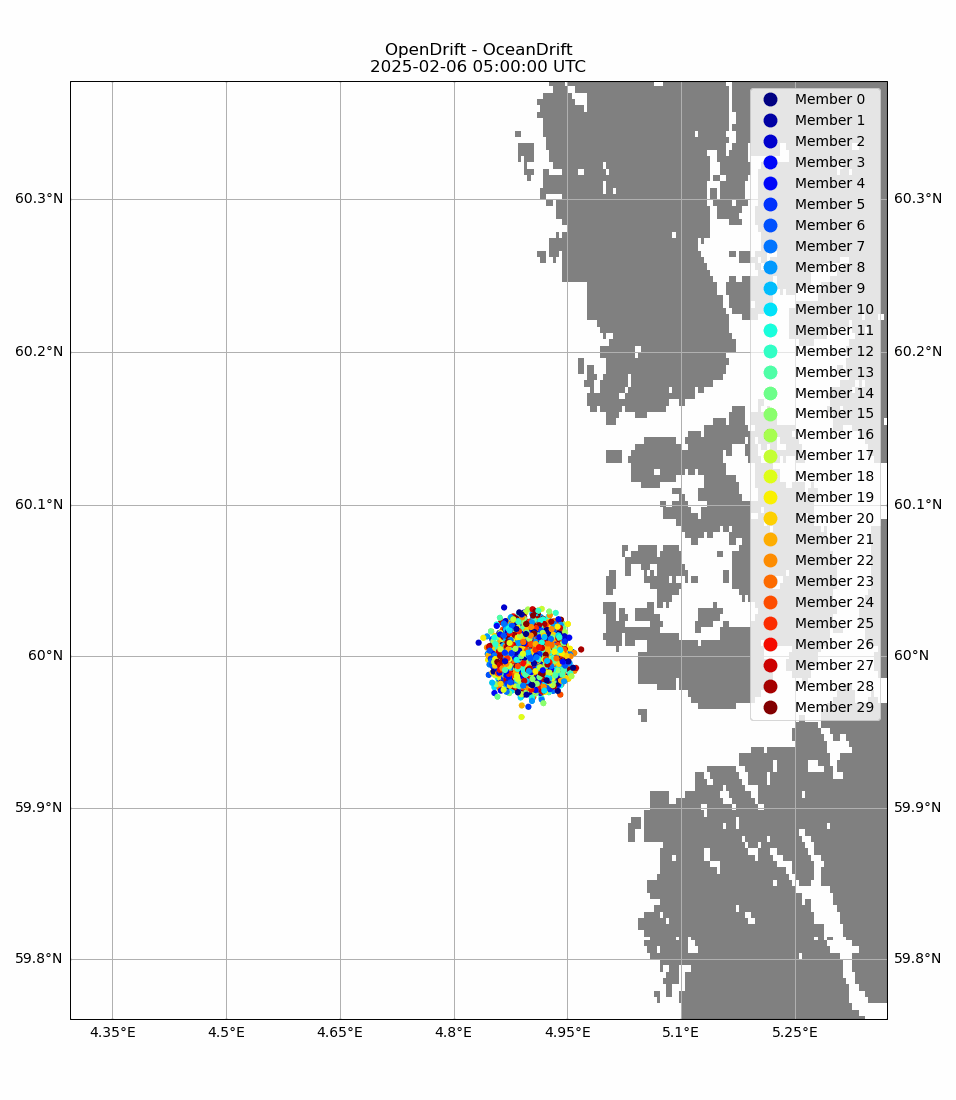 OpenDrift - OceanDrift
2025-02-06 05:00:00 UTC
Member 0
Member 1
Member 2
Member 3
Member 4
Member 5
Member 6
Member 7
Member 8
Member 9
Member 10
Member 11
Member 12
Member 13
Member 14
Member 15
Member 16
Member 17
Member 18
Member 19
Member 20
Member 21
Member 22
Member 23
Member 24
Member 25
Member 26
Member 27
Member 28
Member 29
60.3°N 60.3°N
60.2°N 60.2°N
60.1°N 60.1°N
60°N 60°N
59.9°N 59.9°N
59.8°N 59.8°N
4.35°E 4.5°E 4.65°E 4.8°E 4.95°E 5.1°E 5.25°E